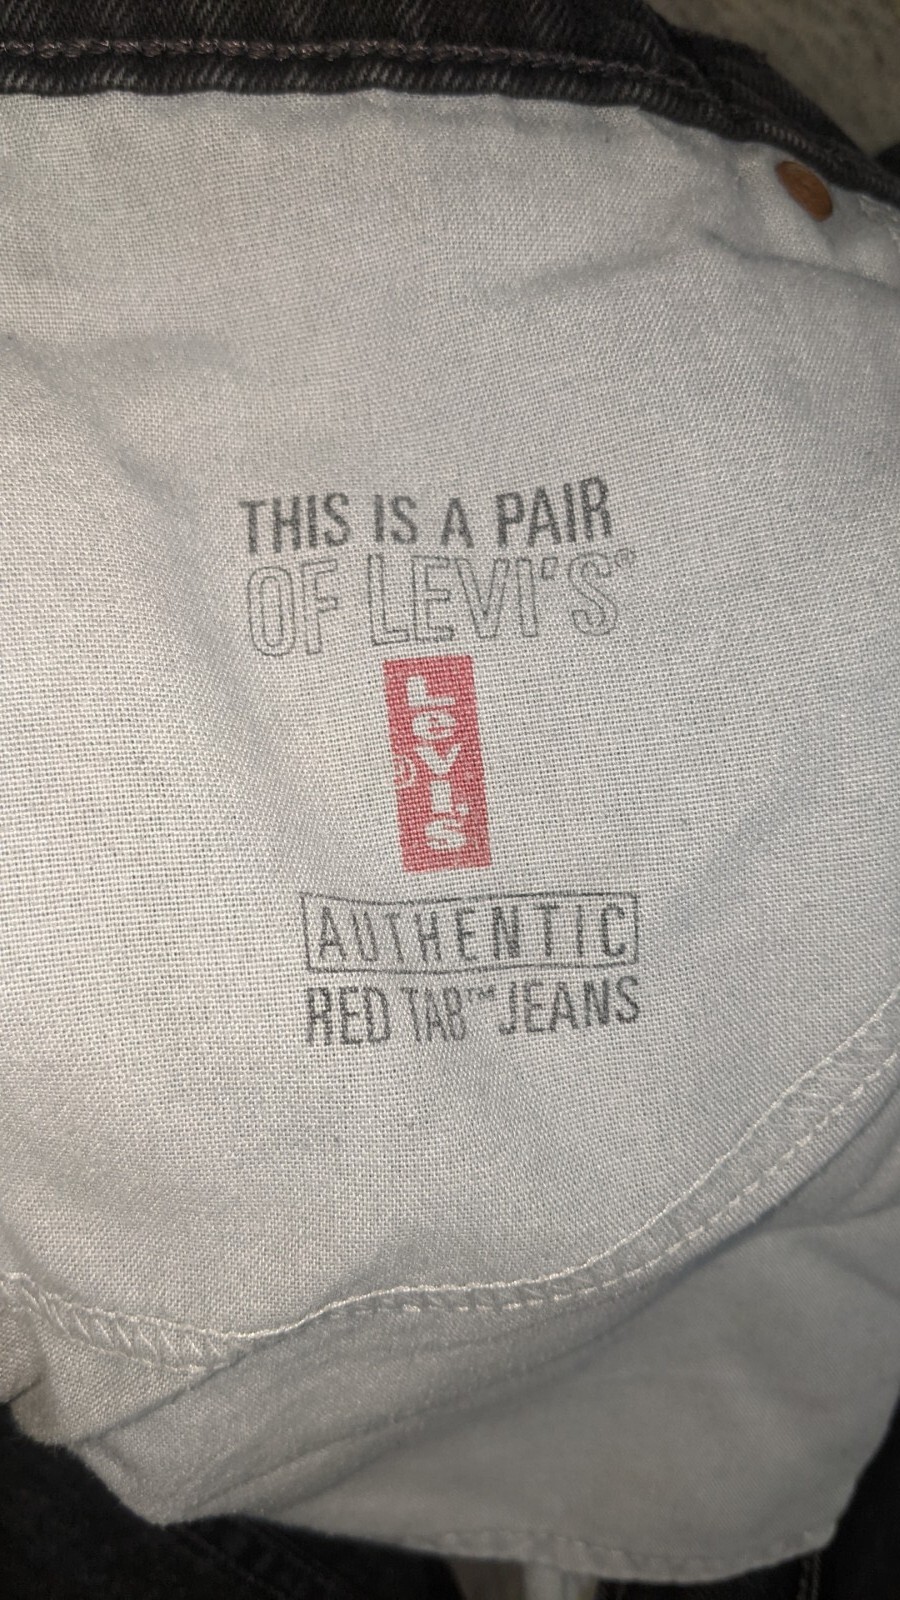 THIS IS A PAIR
OF LEVI'S®
LEVI'S
AUTHENTIC
RED TAB™ JEANS